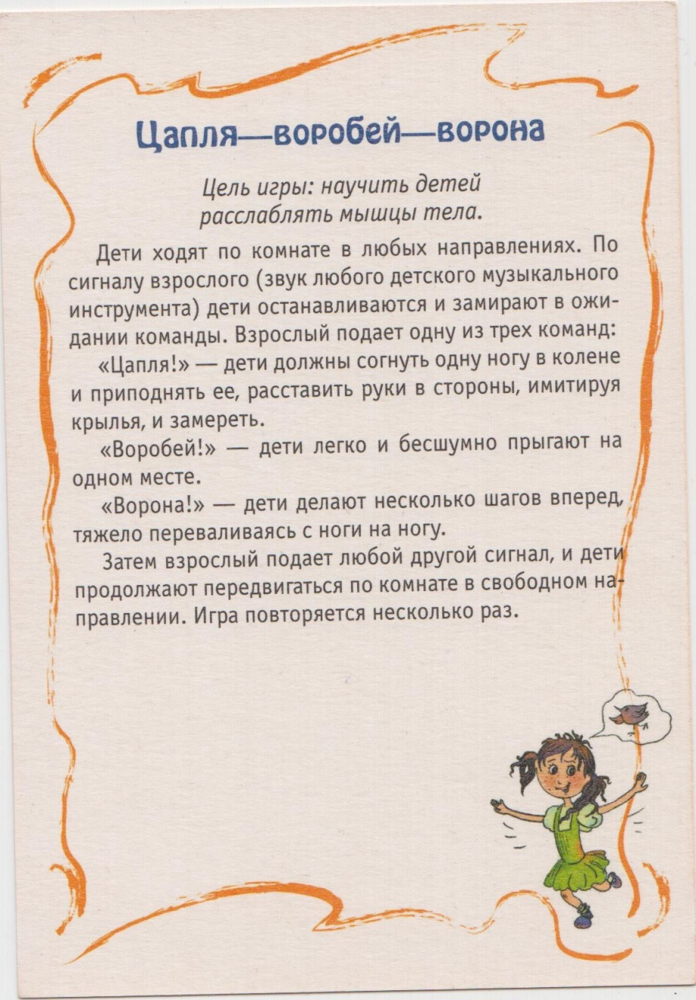 Цапля—воробей—ворона
Цель игры: научить детей
расслаблять мышцы тела.
Дети ходят по комнате в любых направлениях. По
сигналу взрослого (звук любого детского музыкального
инструмента) дети останавливаются и замирают в ожи-
дании команды. Взрослый подает одну из трех команд:
«Цапля!» — дети должны согнуть одну ногу в колене
и приподнять ее, расставить руки в стороны, имитируя
крылья, и замереть.
«Воробей!» — дети легко и бесшумно прыгают на
одном месте.
«Ворона!» — дети делают несколько шагов вперед,
тяжело переваливаясь с ноги на ногу.
Затем взрослый подает любой другой сигнал, и дети
продолжают передвигаться по комнате в свободном на-
правлении. Игра повторяется несколько раз.